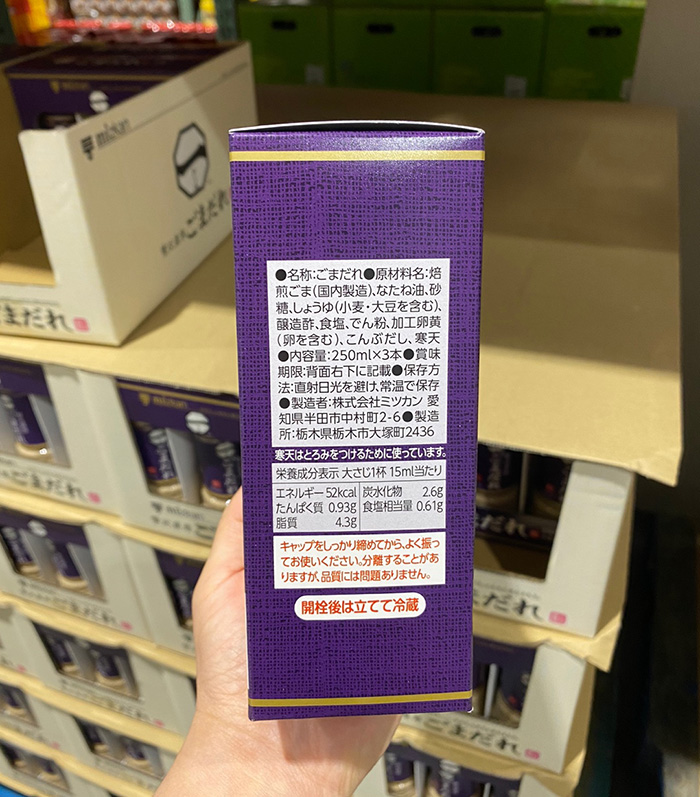 mizkan
ごまだれ
●名称:ごまだれ●原材料名:焙
煎ごま(国内製造)、なたね油、砂
糖、しょうゆ(小麦・大豆を含む)、
醸造酢、食塩、でん粉、加工卵黄
(卵を含む)、こんぶだし、寒天
●内容量:250ml×3本●賞味
期限:背面右下に記載●保存方
法:直射日光を避け、常温で保存
●製造者:株式会社ミツカン 愛
知県半田市中村町2-6●製造
所:栃木県栃木市大塚町2436
寒天はとろみをつけるために使っています。
栄養成分表示 大さじ1杯 15ml当たり
エネルギー 52kcal 炭水化物 2.6g
たんぱく質 0.93g 食塩相当量 0.61g
脂質 4.3g
キャップをしっかり締めてから、よく振っ
てお使いください。分離することがあ
りますが、品質には問題ありません。
開栓後は立てて冷蔵
まだれ
ごまだれ